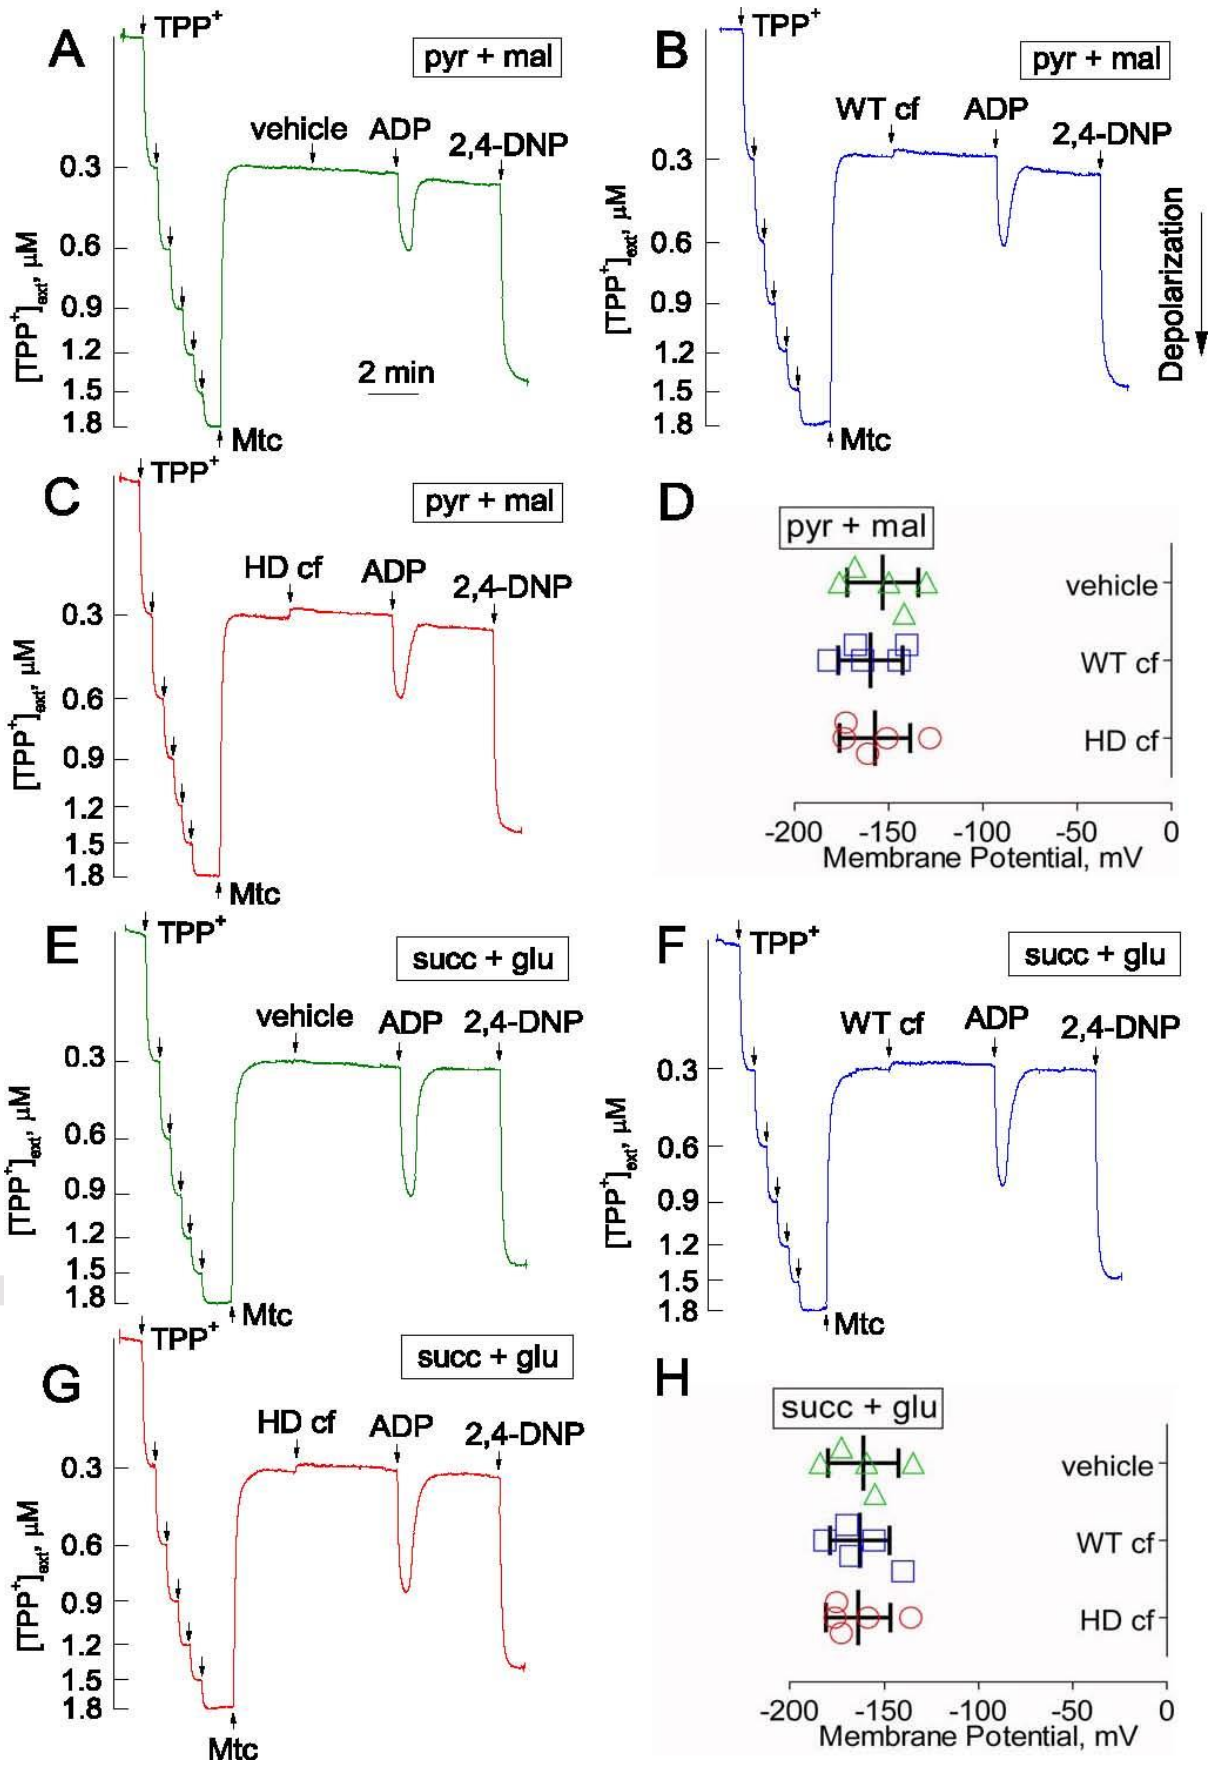 A
TPP+
pyr + mal
vehicle
ADP
2,4-DNP
0.3
0.6
0.9
1.2
1.5
1.8
[TPP+]ext, μM
2 min
Mtc
B
TPP+
pyr + mal
WT cf
ADP
2,4-DNP
0.3
0.6
0.9
1.2
1.5
1.8
[TPP+]ext, μM
Mtc
Depolarization
C
TPP+
pyr + mal
HD cf
ADP
2,4-DNP
0.3
0.6
0.9
1.2
1.5
1.8
[TPP+]ext, μM
Mtc
D
pyr + mal
vehicle
WT cf
HD cf
-200 -150 -100 -50 0
Membrane Potential, mV
E
TPP+
succ + glu
vehicle
ADP
2,4-DNP
0.3
0.6
0.9
1.2
1.5
1.8
[TPP+]ext, μM
Mtc
F
TPP+
succ + glu
WT cf
ADP
2,4-DNP
0.3
0.6
0.9
1.2
1.5
1.8
[TPP+]ext, μM
Mtc
G
TPP+
succ + glu
HD cf
ADP
2,4-DNP
0.3
0.6
0.9
1.2
1.5
1.8
[TPP+]ext, μM
Mtc
H
succ + glu
vehicle
WT cf
HD cf
-200 -150 -100 -50 0
Membrane Potential, mV